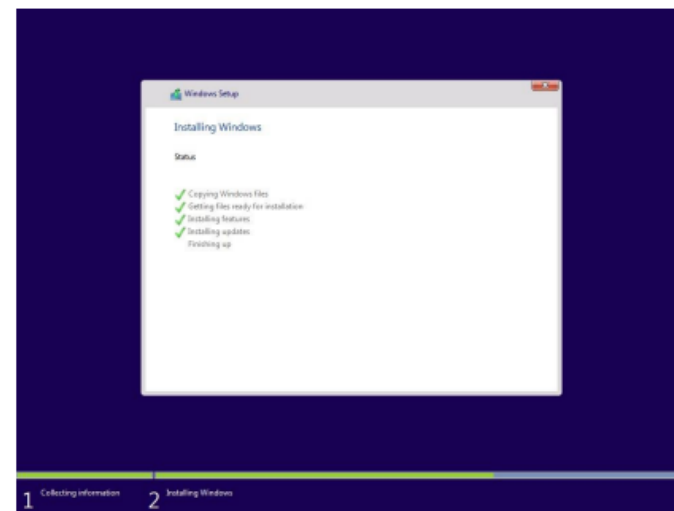 Windows Setup
Installing Windows
Status
Copying Windows files
Getting files ready for installation
Installing features
Installing updates
Finishing up
1 Collecting information
2 Installing Windows